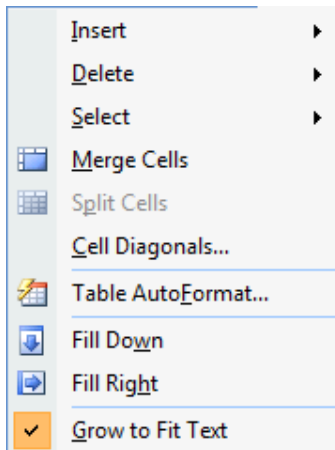 Insert
Delete
Select
Merge Cells
Split Cells
Cell Diagonals...
Table AutoFormat...
Fill Down
Fill Right
Grow to Fit Text